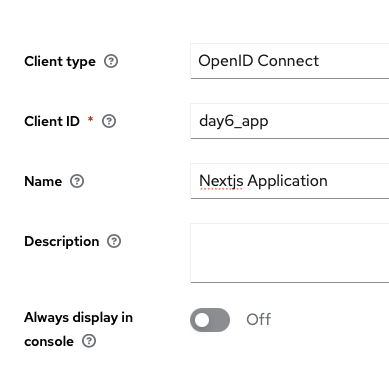 Client type OpenID Connect
Client ID * day6_app
Name Nextjs Application
Description
Always display in Off
console